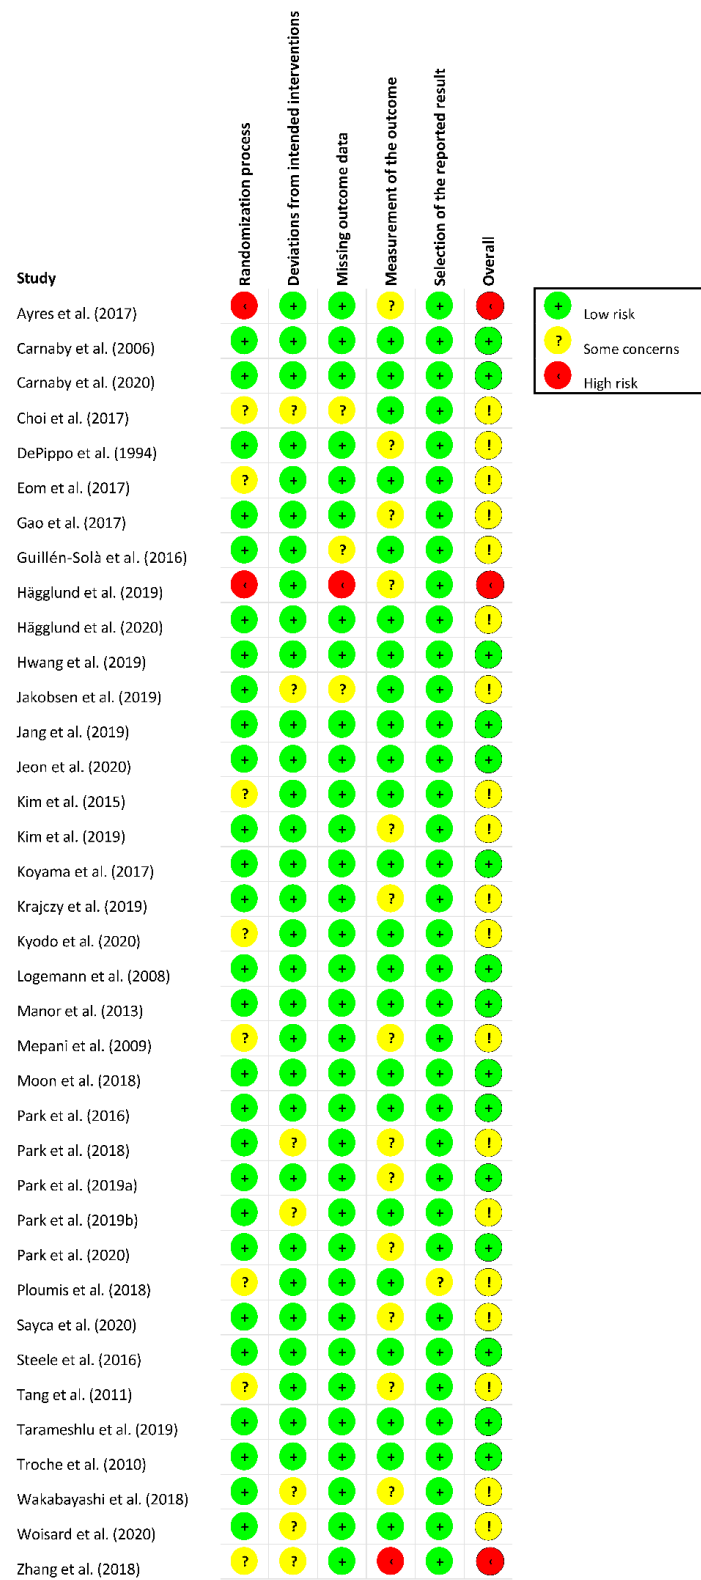 Randomization process
Deviations from intended interventions
Missing outcome data
Measurement of the outcome
Selection of the reported result
Overall
Study
Ayres et al. (2017) ‹ + + ? + ‹
Carnaby et al. (2006) + + + + + +
Carnaby et al. (2020) + + + + + +
Choi et al. (2017) ? ? ? + + !
DePippo et al. (1994) + + + ? + !
Eom et al. (2017) ? + + + + !
Gao et al. (2017) + + + ? + !
Guillén-Solà et al. (2016) + + ? + + !
Hägglund et al. (2019) ‹ + ‹ ? + ‹
Hägglund et al. (2020) + + + + + !
Hwang et al. (2019) + + + + + +
Jakobsen et al. (2019) + ? ? + + !
Jang et al. (2019) + + + + + +
Jeon et al. (2020) + + + + + +
Kim et al. (2015) ? + + + + !
Kim et al. (2019) + + + ? + !
Koyama et al. (2017) + + + + + +
Krajczy et al. (2019) + + + ? + !
Kyodo et al. (2020) ? + + + + !
Logemann et al. (2008) + + + + + +
Manor et al. (2013) + + + + + +
Mepani et al. (2009) ? + + ? + !
Moon et al. (2018) + + + + + +
Park et al. (2016) + + + + + +
Park et al. (2018) + ? + ? + !
Park et al. (2019a) + + + ? + +
Park et al. (2019b) + ? + + + !
Park et al. (2020) + + + ? + +
Ploumis et al. (2018) ? + + + ? !
Sayca et al. (2020) + + + ? + !
Steele et al. (2016) + + + + + +
Tang et al. (2011) ? + + ? + !
Tarameshlu et al. (2019) + + + + + +
Troche et al. (2010) + + + + + +
Wakabayashi et al. (2018) + ? + ? + !
Woisard et al. (2020) + ? + + + !
Zhang et al. (2018) ? ? + ‹ + ‹
+ Low risk
? Some concerns
‹ High risk